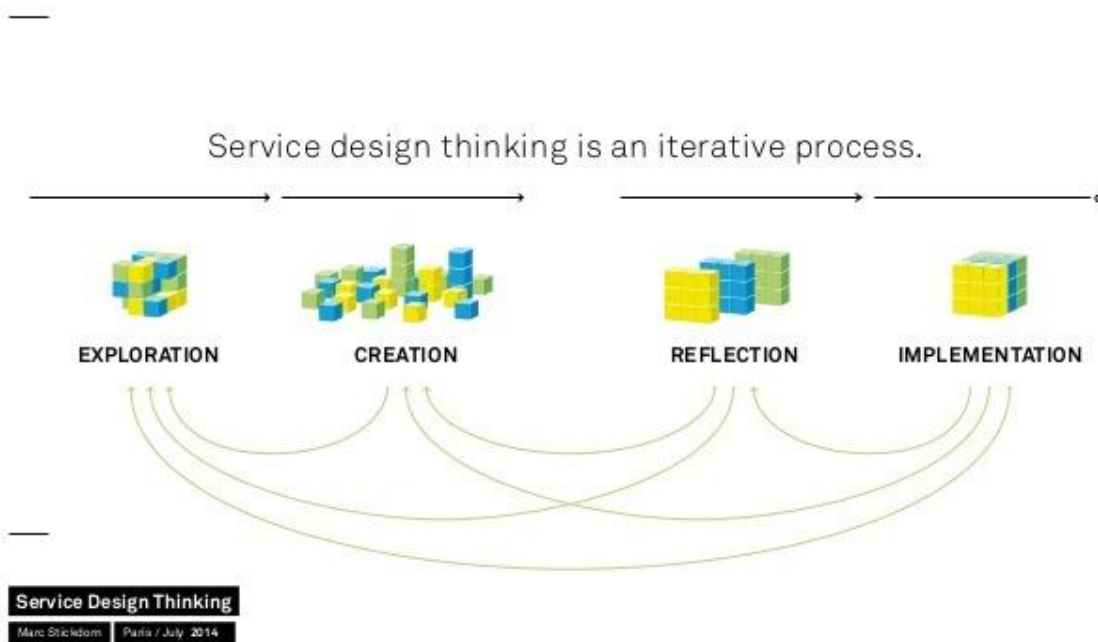 Service design thinking is an iterative process.
EXPLORATION
CREATION
REFLECTION
IMPLEMENTATION
Service Design Thinking
Marc Stickdorn
Paris / July 2014